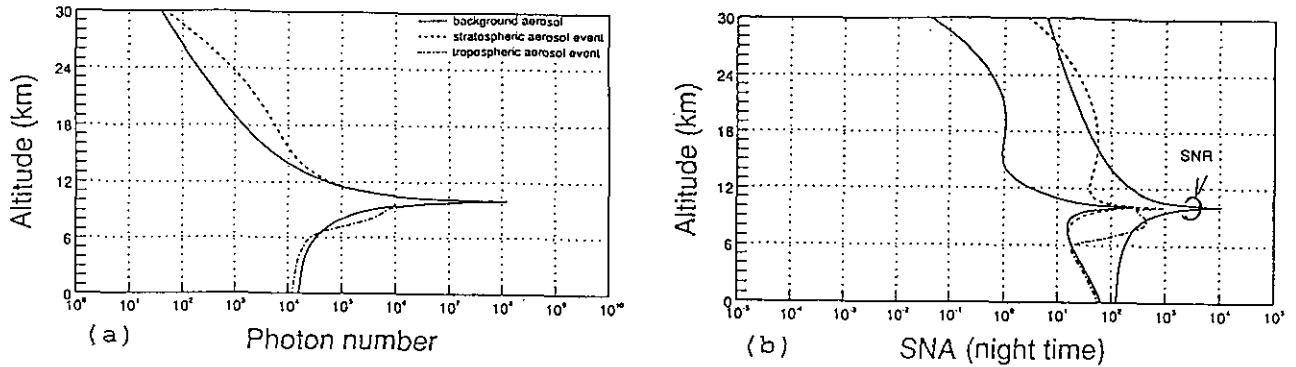 30
24
18
12
6
0
Altitude (km)
background aerosol
stratospheric aerosol event
tropospheric aerosol event
10⁰ 10¹ 10² 10³ 10⁴ 10⁵ 10⁶ 10⁷ 10⁸ 10⁹ 10¹⁰
(a) Photon number
30
24
18
12
6
0
Altitude (km)
SNR
10⁻⁵ 10⁻⁴ 10⁻³ 10⁻² 10⁻¹ 10⁰ 10¹ 10² 10³ 10⁴ 10⁵
(b) SNA (night time)